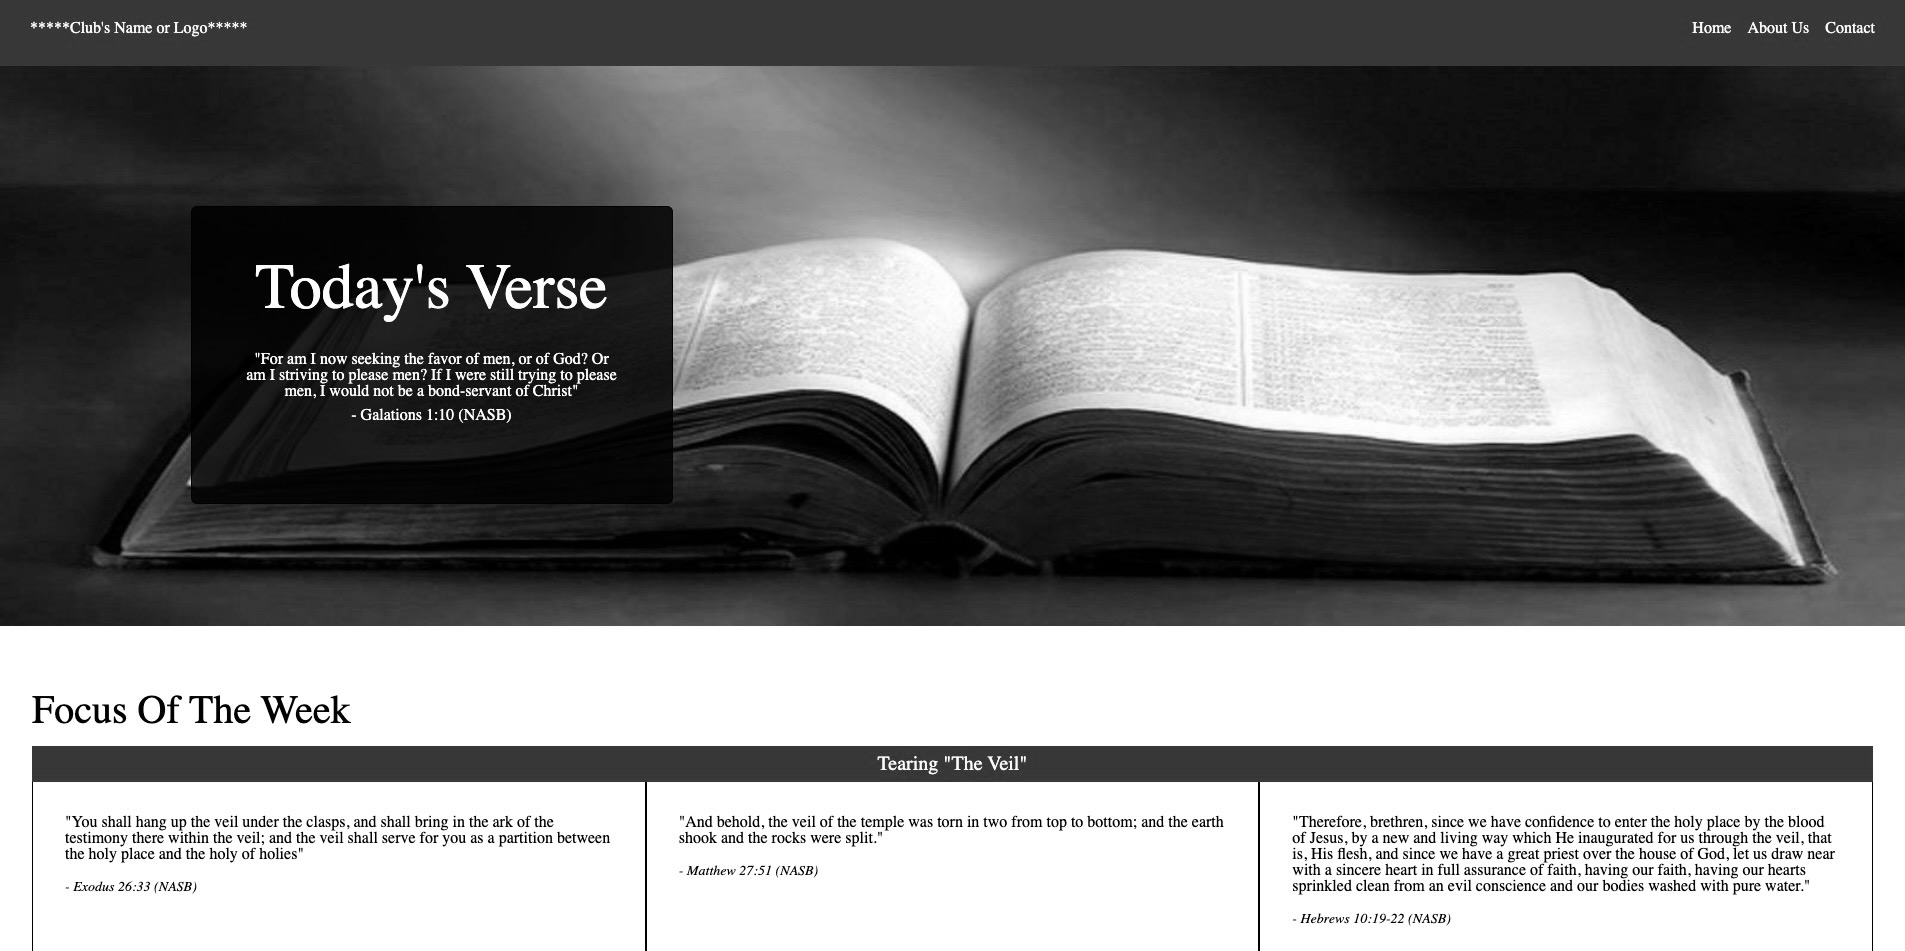 *****Club's Name or Logo*****
Home
About Us
Contact
Today's Verse
"For am I now seeking the favor of men, or of God? Or
am I striving to please men? If I were still trying to please
men, I would not be a bond-servant of Christ"
- Galations 1:10 (NASB)
Focus Of The Week
Tearing "The Veil"
"You shall hang up the veil under the clasps, and shall bring in the ark of the
testimony there within the veil; and the veil shall serve for you as a partition between
the holy place and the holy of holies"
- Exodus 26:33 (NASB)
"And behold, the veil of the temple was torn in two from top to bottom; and the earth
shook and the rocks were split."
- Matthew 27:51 (NASB)
"Therefore, brethren, since we have confidence to enter the holy place by the blood
of Jesus, by a new and living way which He inaugurated for us through the veil, that
is, His flesh, and since we have a great priest over the house of God, let us draw near
with a sincere heart in full assurance of faith, having our faith, having our hearts
sprinkled clean from an evil conscience and our bodies washed with pure water."
- Hebrews 10:19-22 (NASB)